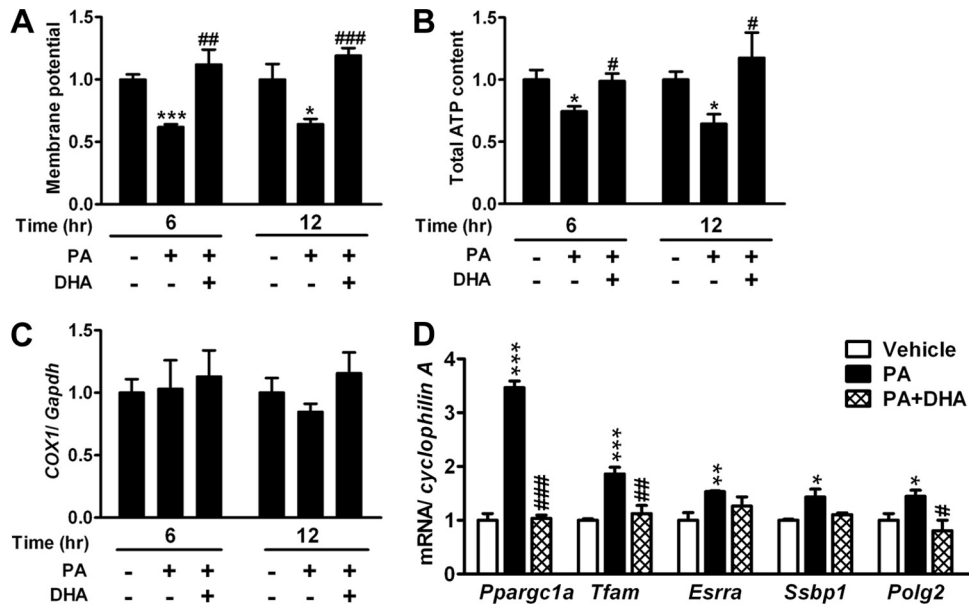 A
Membrane potential
1.5
1.0
0.5
0.0
*** ## * ###
Time (hr) 6 12
PA - + + - + +
DHA - - + - - +
B
Total ATP content
1.5
1.0
0.5
0.0
* # * #
Time (hr) 6 12
PA - + + - + +
DHA - - + - - +
C
COX1/ Gapdh
1.5
1.0
0.5
0.0
Time (hr) 6 12
PA - + + - + +
DHA - - + - - +
D
mRNA/ cyclophilin A
4
3
2
1
0
*** ### *** ## ** * * #
Vehicle
PA
PA+DHA
Ppargc1a Tfam Esrra Ssbp1 Polg2